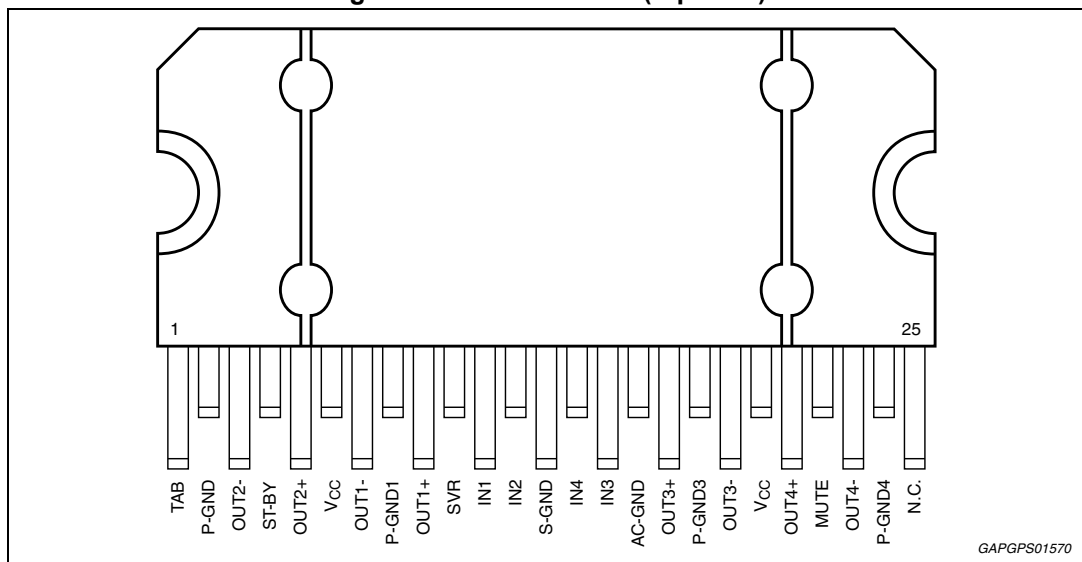 1
25
TAB
P-GND
OUT2-
ST-BY
OUT2+
VCC
OUT1-
P-GND1
OUT1+
SVR
IN1
IN2
S-GND
IN4
IN3
AC-GND
OUT3+
P-GND3
OUT3-
VCC
OUT4+
MUTE
OUT4-
P-GND4
N.C.
GAPGPS01570